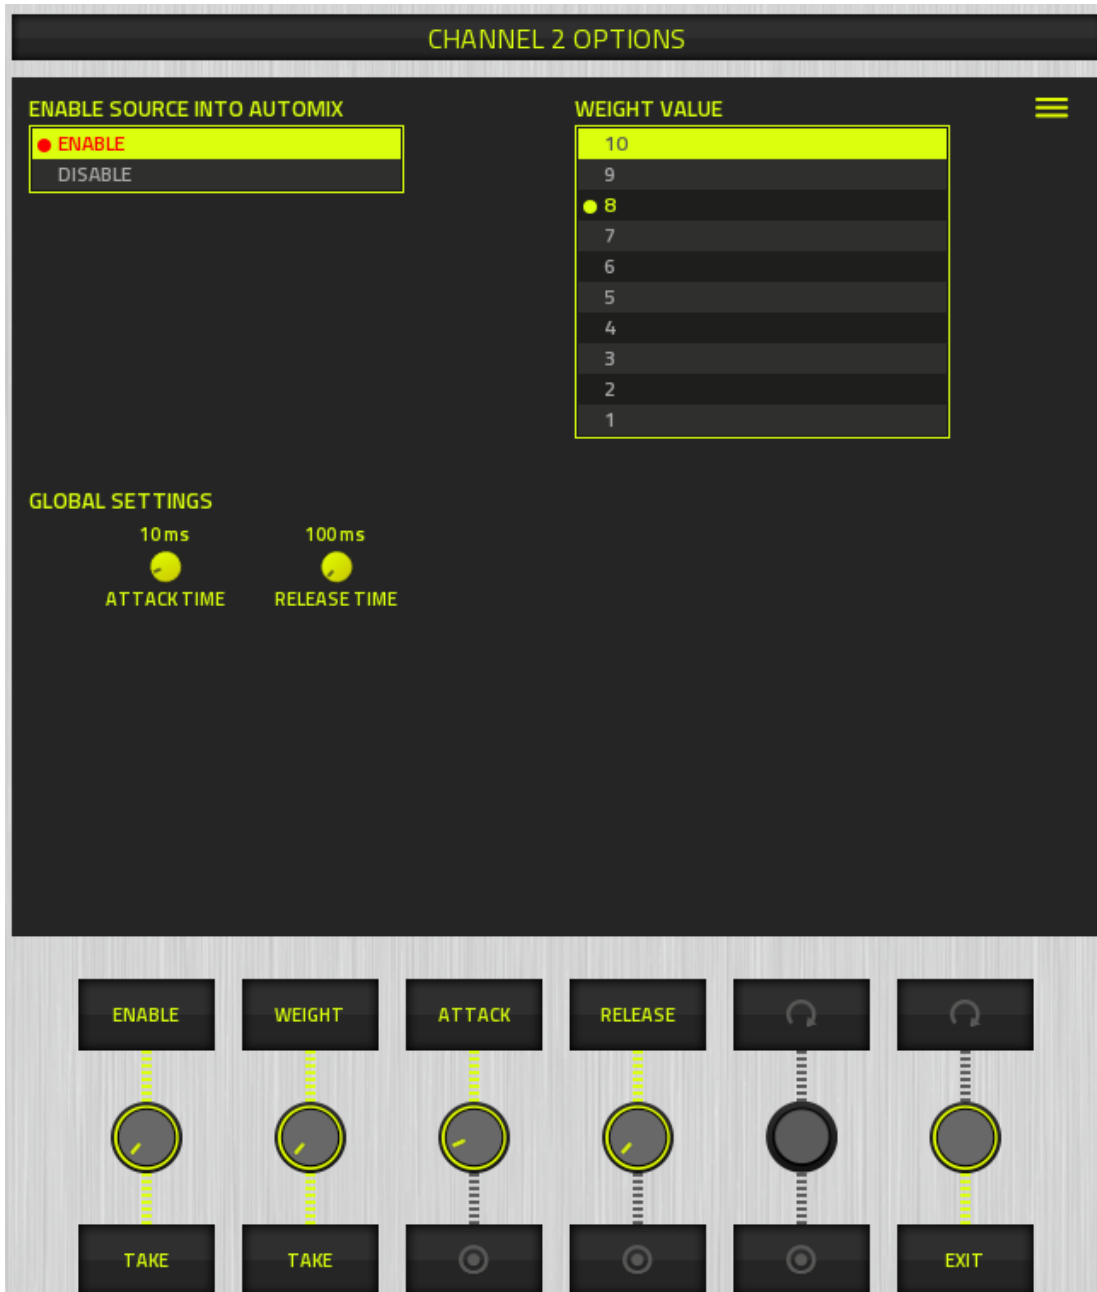 CHANNEL 2 OPTIONS
ENABLE SOURCE INTO AUTOMIX
ENABLE
DISABLE
WEIGHT VALUE
10
9
8
7
6
5
4
3
2
1
GLOBAL SETTINGS
10 ms
100 ms
ATTACK TIME
RELEASE TIME
ENABLE
WEIGHT
ATTACK
RELEASE
TAKE
TAKE
EXIT